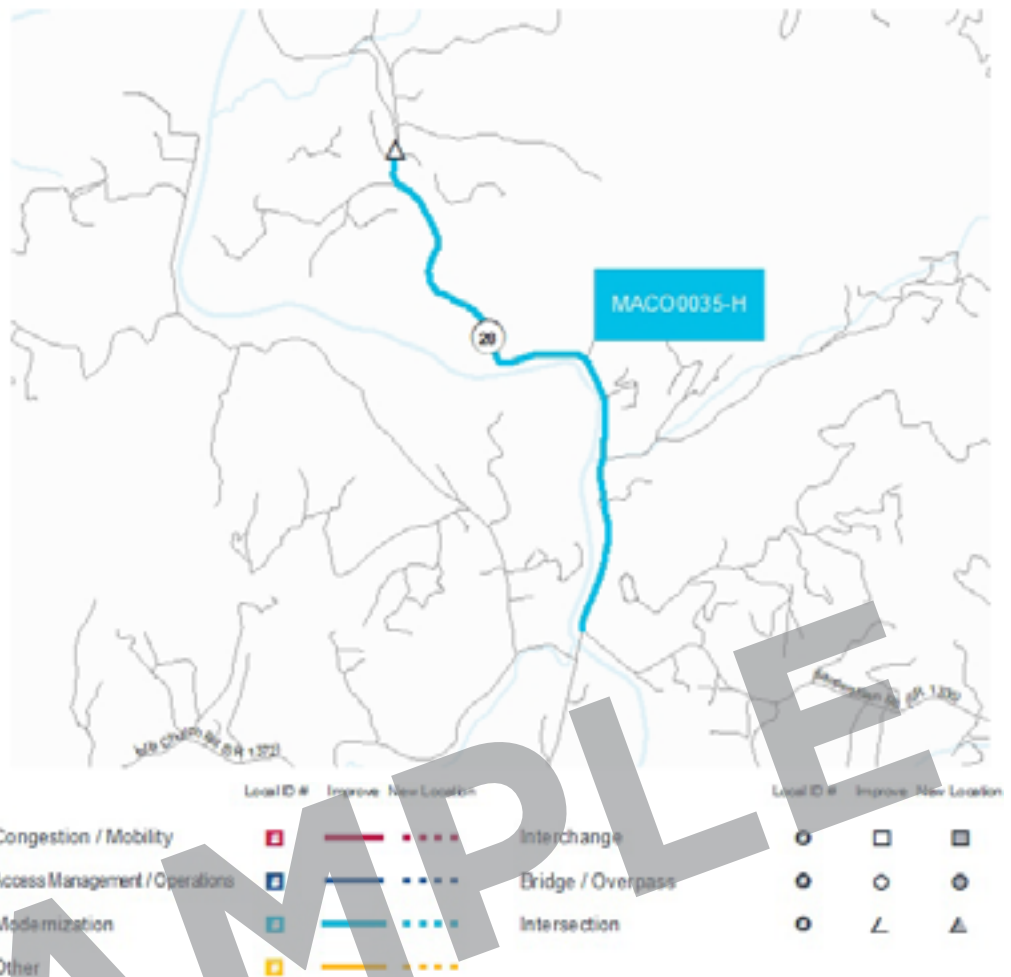 MACO0035-H
28
Local ID # Improve New Location Local ID # Improve New Location
Congestion / Mobility Interchange
Access Management / Operations Bridge / Overpass
Modernization Intersection
Other
AMPLE